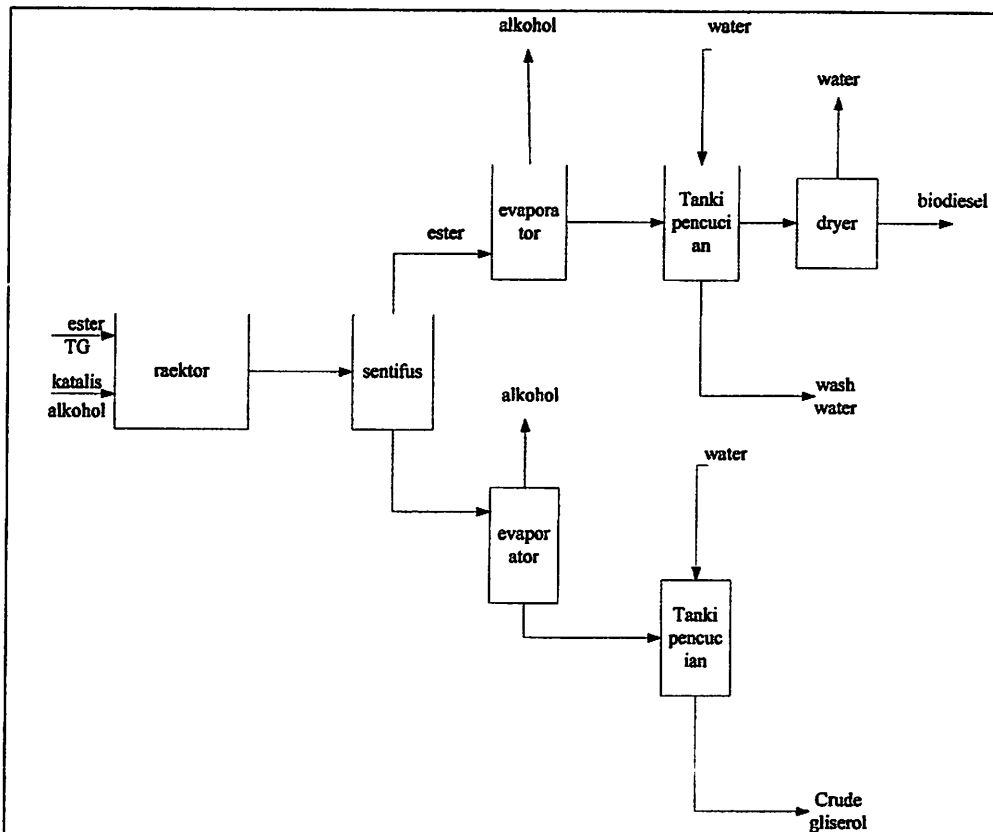 alkohol
water
water
evapora
tor
Tanki
pencuci
an
dryer
biodiesel
ester
ester
TG
katalis
alkohol
raektor
sentifus
wash
water
alkohol
water
evapor
ator
Tanki
pencuc
ian
Crude
gliserol